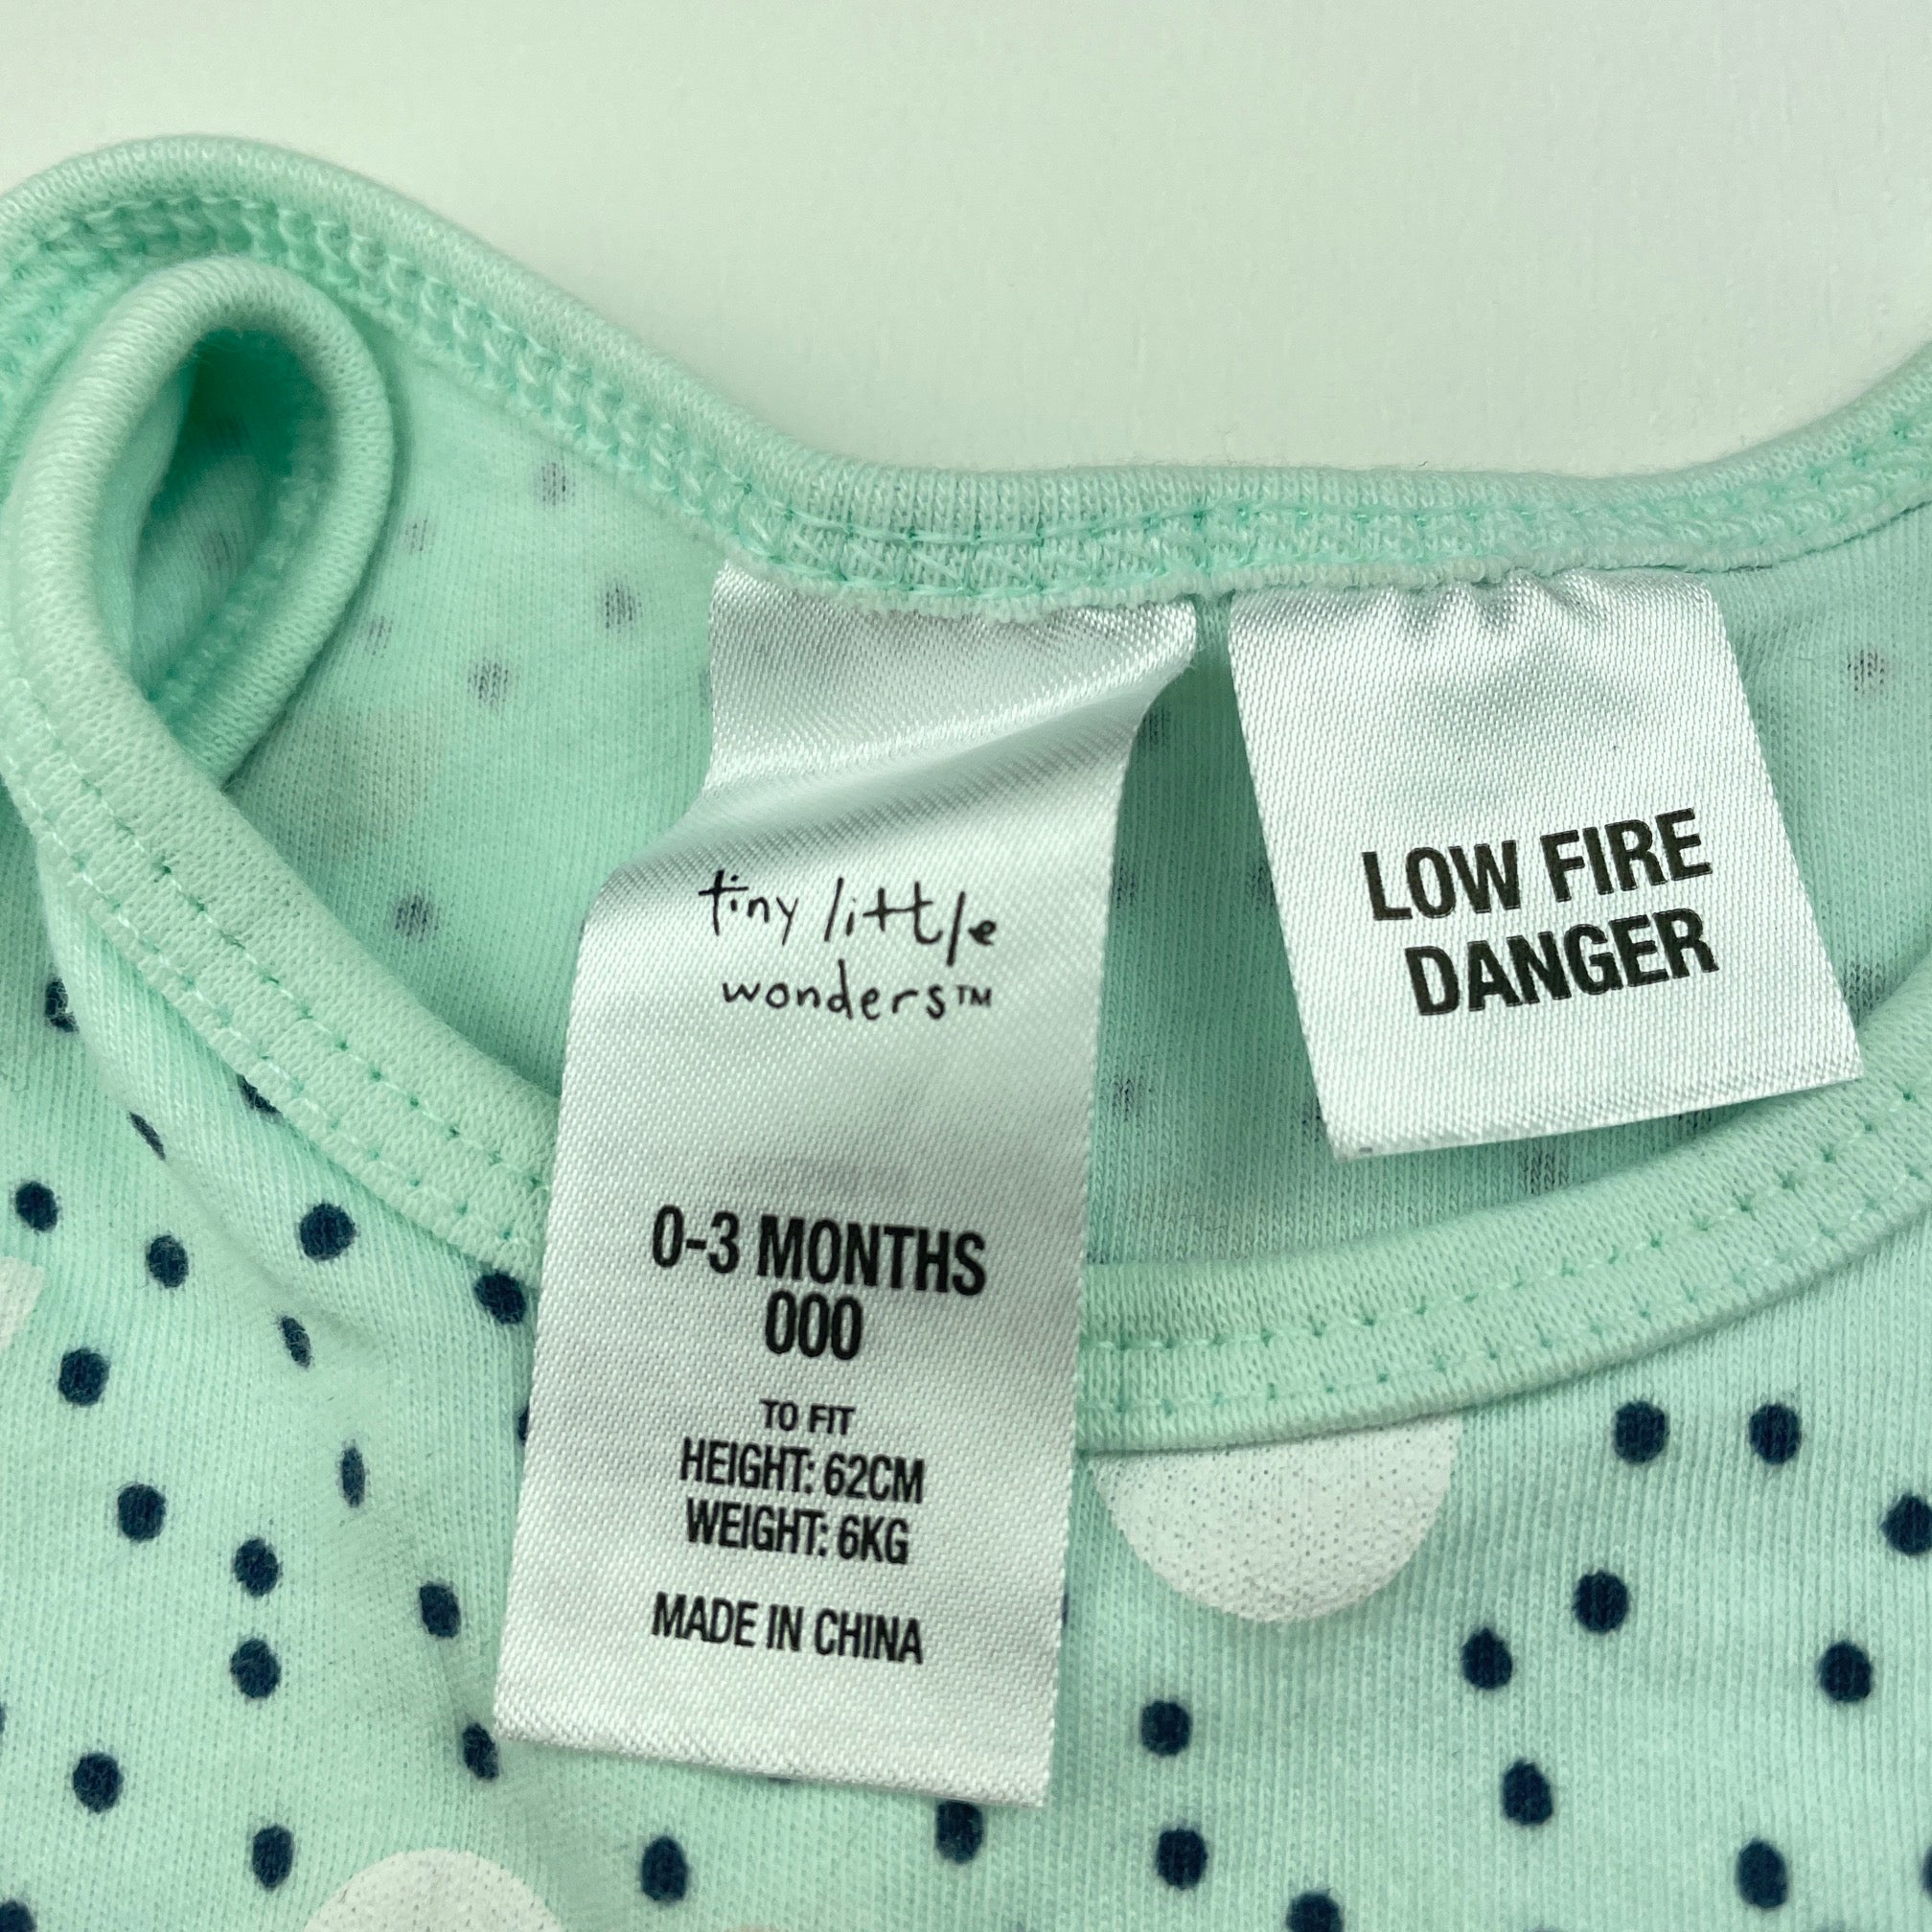 tiny little
wonders™
0-3 MONTHS
000
TO FIT
HEIGHT: 62CM
WEIGHT: 6KG
MADE IN CHINA
LOW FIRE
DANGER